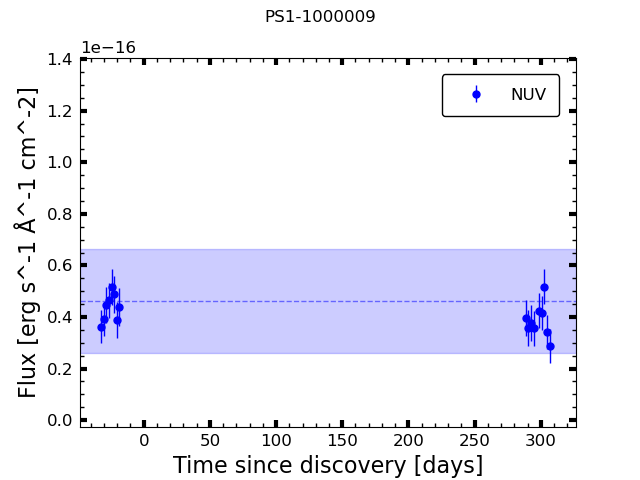 PS1-1000009
1e−16
1.4
1.2
1.0
0.8
0.6
0.4
0.2
0.0
Flux [erg s^-1 Å^-1 cm^-2]
NUV
0 50 100 150 200 250 300
Time since discovery [days]